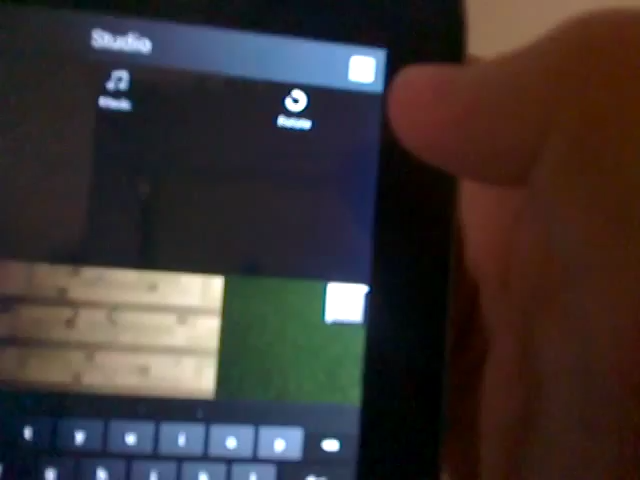 Studio
Music
Rotate
t y u i o p
g h j k l